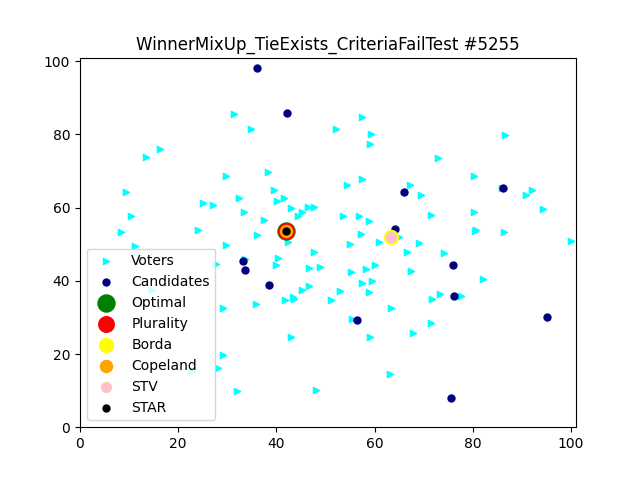 WinnerMixUp_TieExists_CriteriaFailTest #5255
100
80
60
40
20
0
Voters
Candidates
Optimal
Plurality
Borda
Copeland
STV
STAR
0 20 40 60 80 100